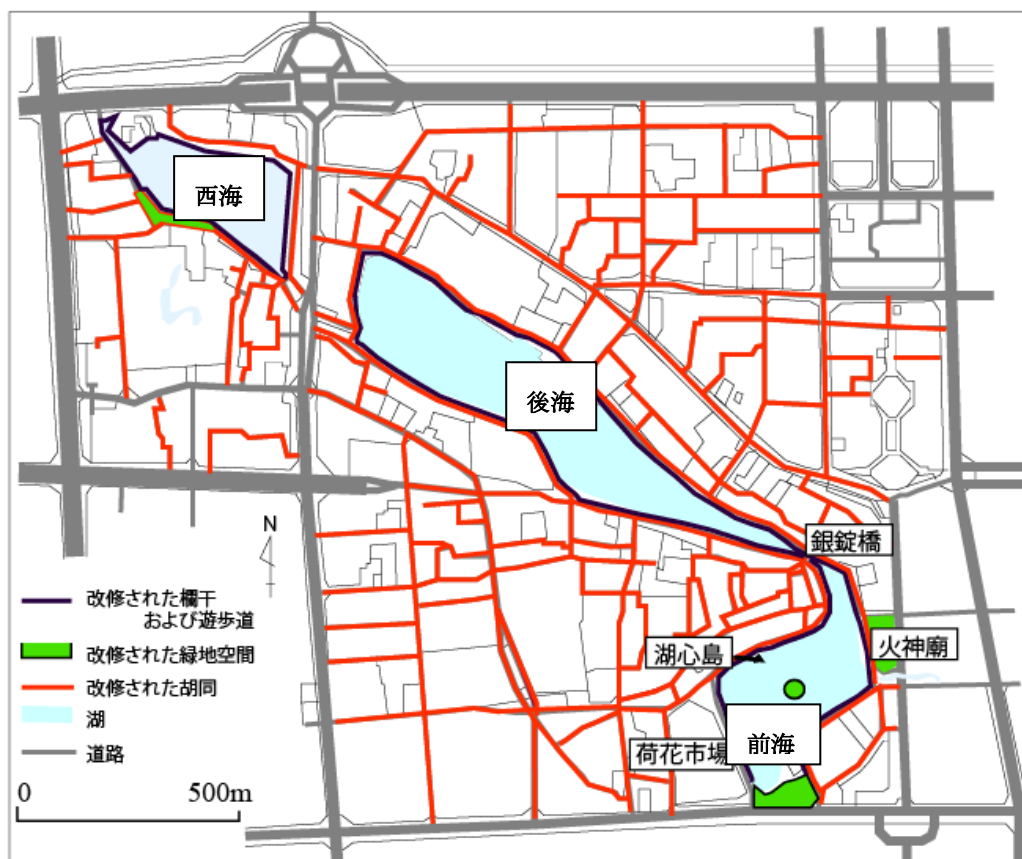 西海
後海
銀錠橋
N
改修された欄干
および遊歩道
火神廟
湖心島
改修された緑地空間
改修された胡同
湖
前海
荷花市場
道路
0 500m